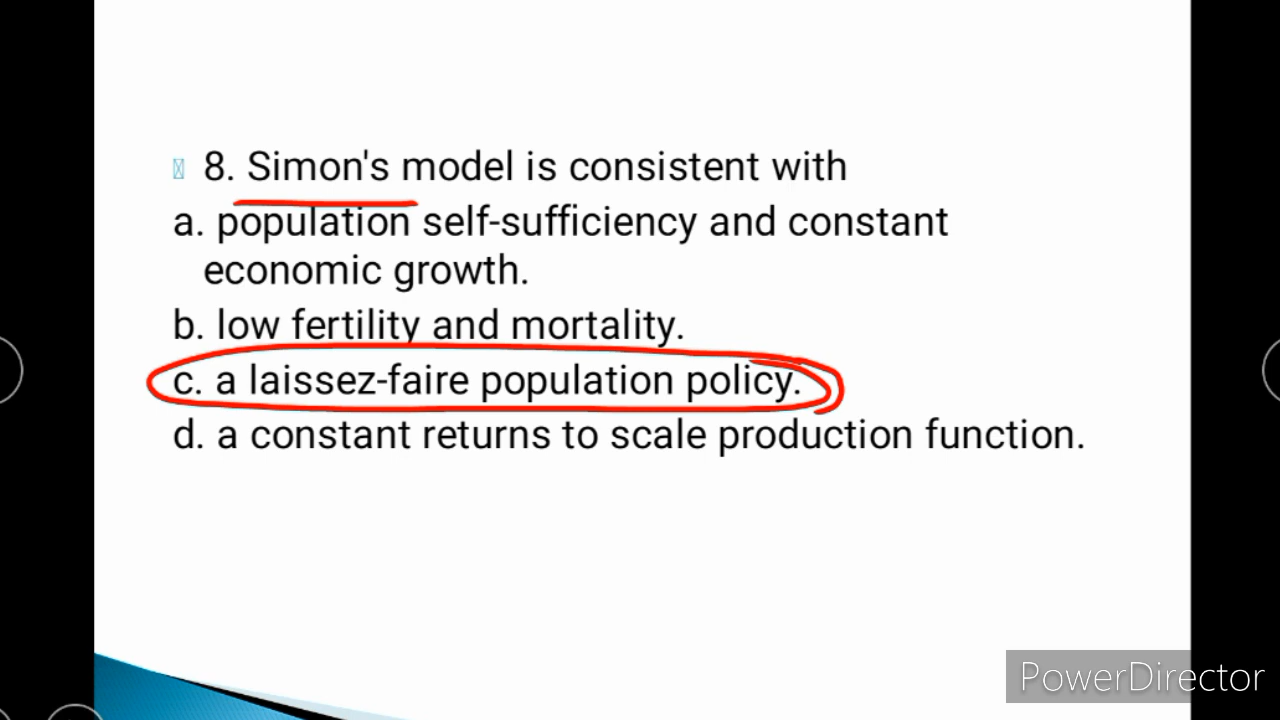 8. Simon's model is consistent with
a. population self-sufficiency and constant
economic growth.
b. low fertility and mortality.
c. a laissez-faire population policy.
d. a constant returns to scale production function.
PowerDirector